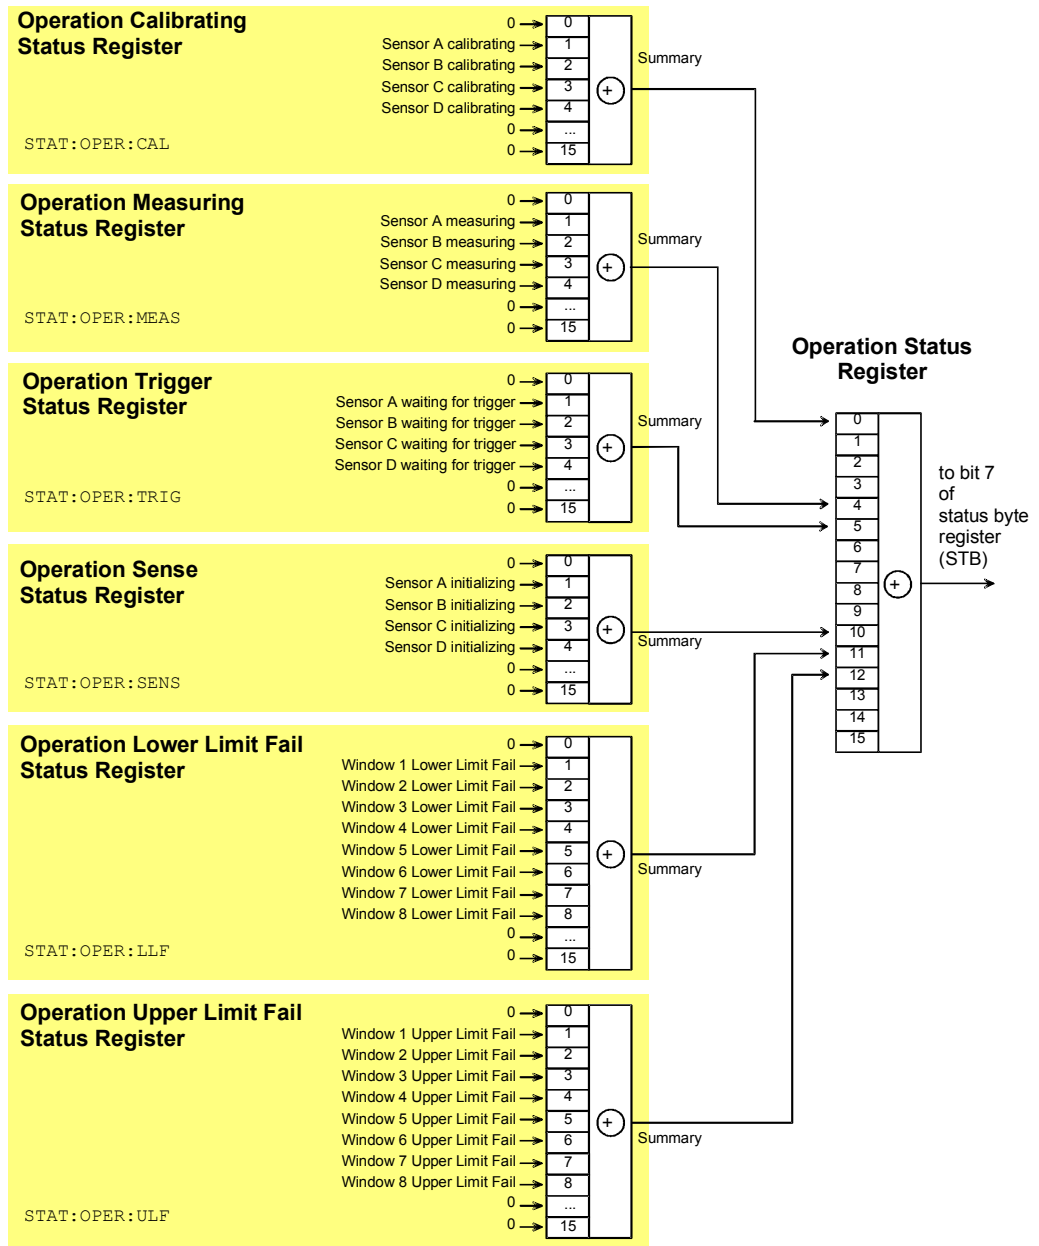 Operation Calibrating
Status Register
0 0
Sensor A calibrating 1
Sensor B calibrating 2
Sensor C calibrating 3
Sensor D calibrating 4
0 ...
0 15
+
Summary
STAT:OPER:CAL
Operation Measuring
Status Register
0 0
Sensor A measuring 1
Sensor B measuring 2
Sensor C measuring 3
Sensor D measuring 4
0 ...
0 15
+
Summary
STAT:OPER:MEAS
Operation Trigger
Status Register
0 0
Sensor A waiting for trigger 1
Sensor B waiting for trigger 2
Sensor C waiting for trigger 3
Sensor D waiting for trigger 4
0 ...
0 15
+
Summary
STAT:OPER:TRIG
Operation Sense
Status Register
0 0
Sensor A initializing 1
Sensor B initializing 2
Sensor C initializing 3
Sensor D initializing 4
0 ...
0 15
+
Summary
STAT:OPER:SENS
Operation Lower Limit Fail
Status Register
0 0
Window 1 Lower Limit Fail 1
Window 2 Lower Limit Fail 2
Window 3 Lower Limit Fail 3
Window 4 Lower Limit Fail 4
Window 5 Lower Limit Fail 5
Window 6 Lower Limit Fail 6
Window 7 Lower Limit Fail 7
Window 8 Lower Limit Fail 8
0 ...
0 15
+
Summary
STAT:OPER:LLF
Operation Upper Limit Fail
Status Register
0 0
Window 1 Upper Limit Fail 1
Window 2 Upper Limit Fail 2
Window 3 Upper Limit Fail 3
Window 4 Upper Limit Fail 4
Window 5 Upper Limit Fail 5
Window 6 Upper Limit Fail 6
Window 7 Upper Limit Fail 7
Window 8 Upper Limit Fail 8
0 ...
0 15
+
Summary
STAT:OPER:ULF
Operation Status
Register
0
1
2
3
4
5
6
7
8
9
10
11
12
13
14
15
+
to bit 7
of
status byte
register
(STB)